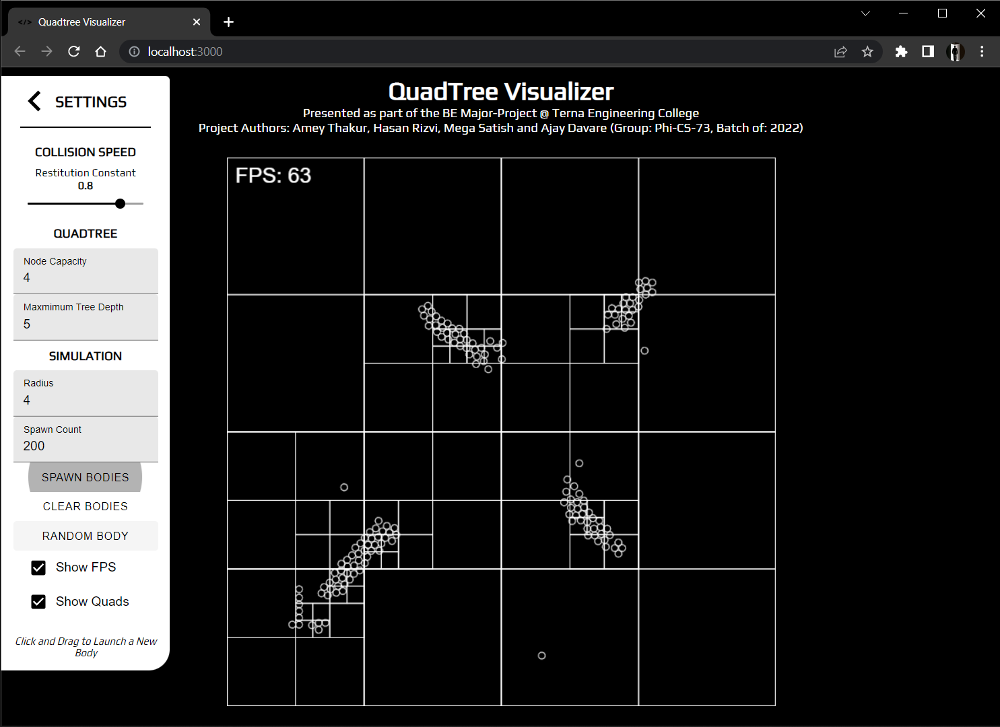 Quadtree Visualizer
localhost:3000
SETTINGS
COLLISION SPEED
Restitution Constant
0.8
QUADTREE
Node Capacity
4
Maxmimum Tree Depth
5
SIMULATION
Radius
4
Spawn Count
200
SPAWN BODIES
CLEAR BODIES
RANDOM BODY
Show FPS
Show Quads
Click and Drag to Launch a New
Body
QuadTree Visualizer
Presented as part of the BE Major-Project @ Terna Engineering College
Project Authors: Amey Thakur, Hasan Rizvi, Mega Satish and Ajay Davare (Group: Phi-CS-73, Batch of: 2022)
FPS: 63